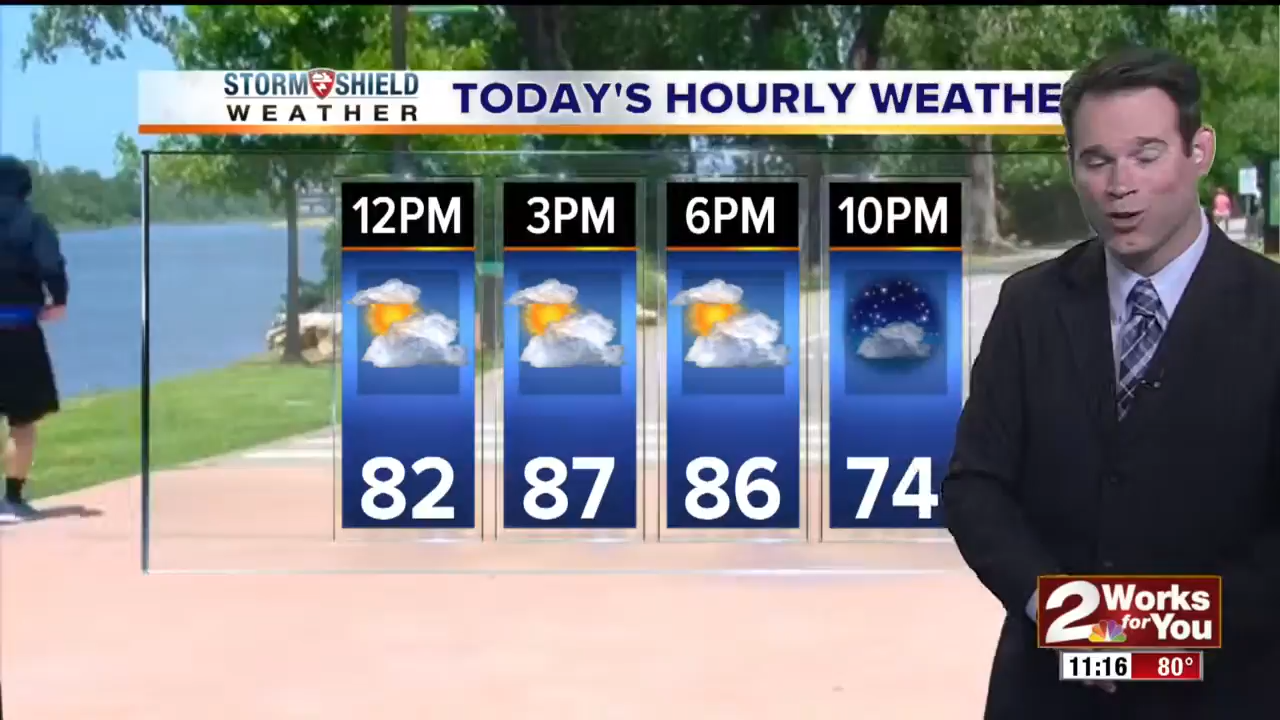 STORM SHIELD
WEATHER
TODAY'S HOURLY WEATHE
12PM 3PM 6PM 10PM
82 87 86 74
2 Works
for You
11:16 80°